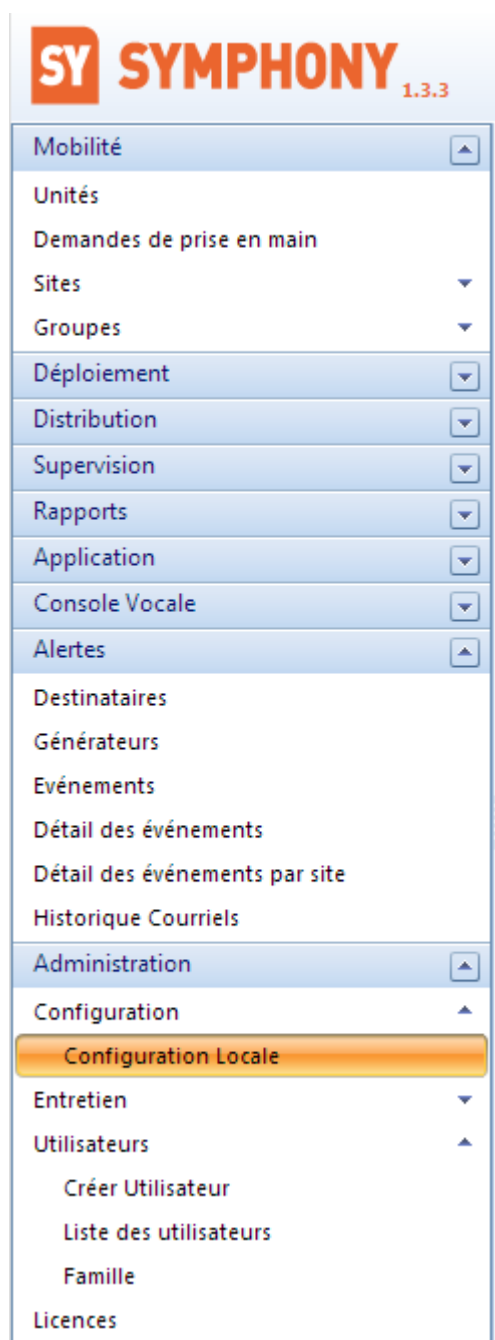 SY SYMPHONY 1.3.3
Mobilité
Unités
Demandes de prise en main
Sites
Groupes
Déploiement
Distribution
Supervision
Rapports
Application
Console Vocale
Alertes
Destinataires
Générateurs
Evénements
Détail des événements
Détail des événements par site
Historique Courriels
Administration
Configuration
Configuration Locale
Entretien
Utilisateurs
Créer Utilisateur
Liste des utilisateurs
Famille
Licences